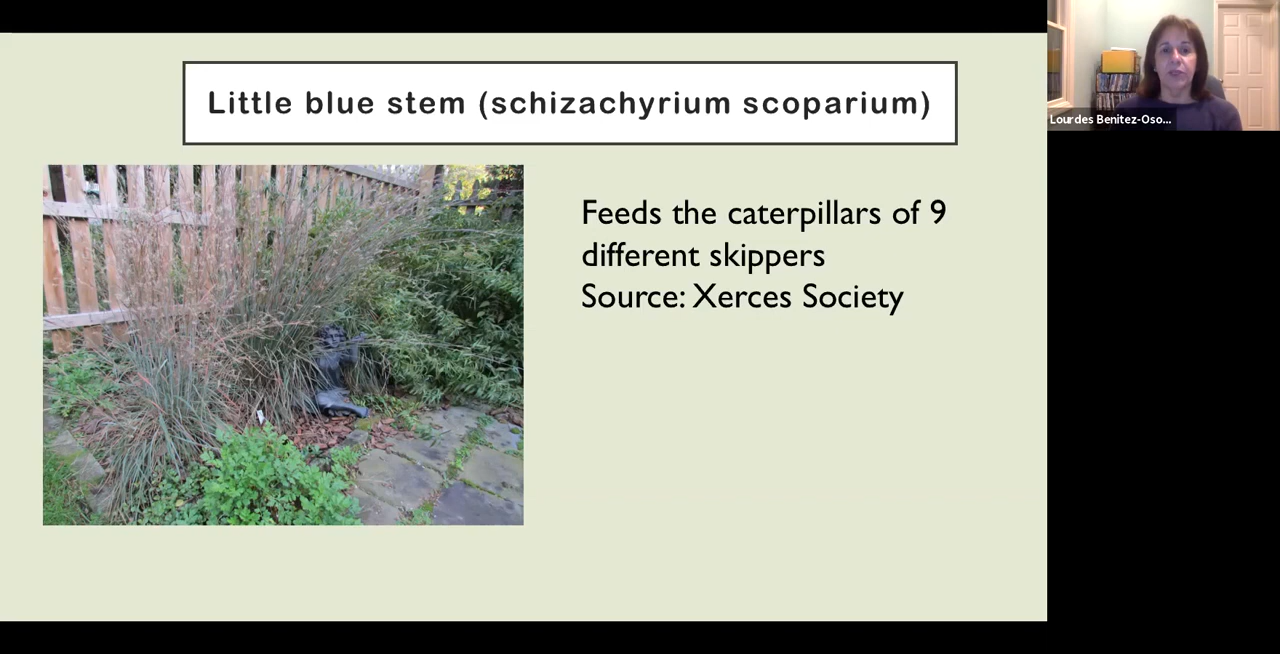 Little blue stem (schizachyrium scoparium)
Feeds the caterpillars of 9
different skippers
Source: Xerces Society
Lourdes Benitez-Oso...